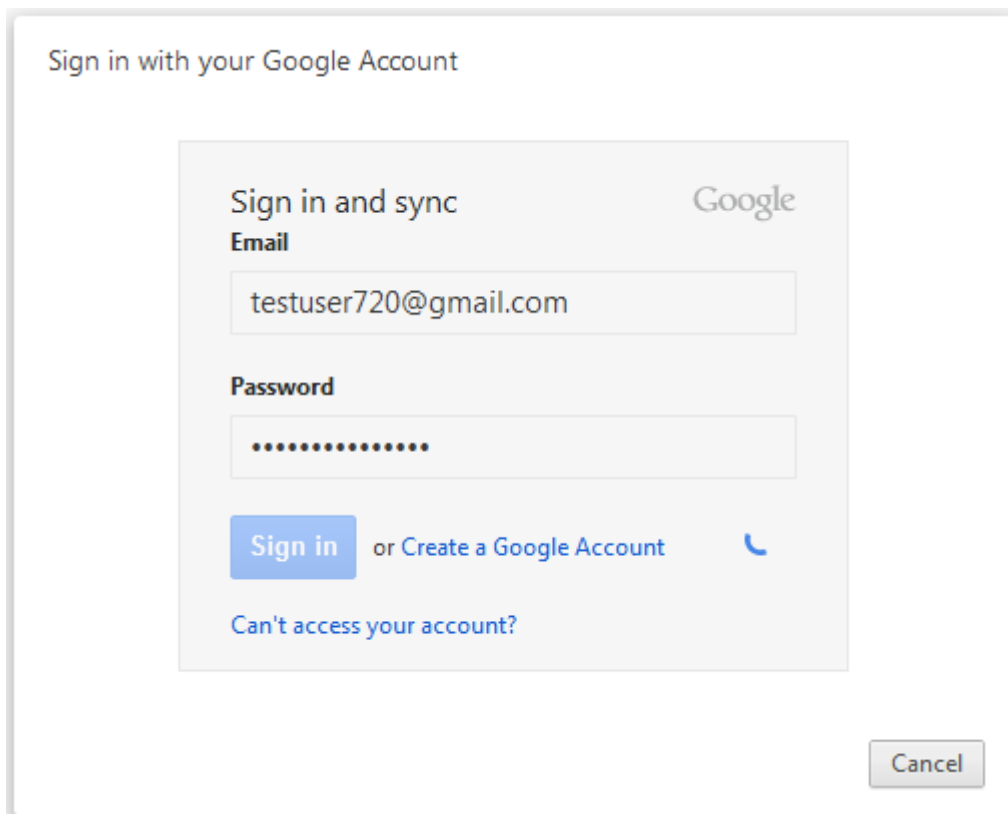 Sign in with your Google Account
Sign in and sync Google
Email
testuser720@gmail.com
Password
•••••••••••••••
Sign in or Create a Google Account
Can't access your account?
Cancel